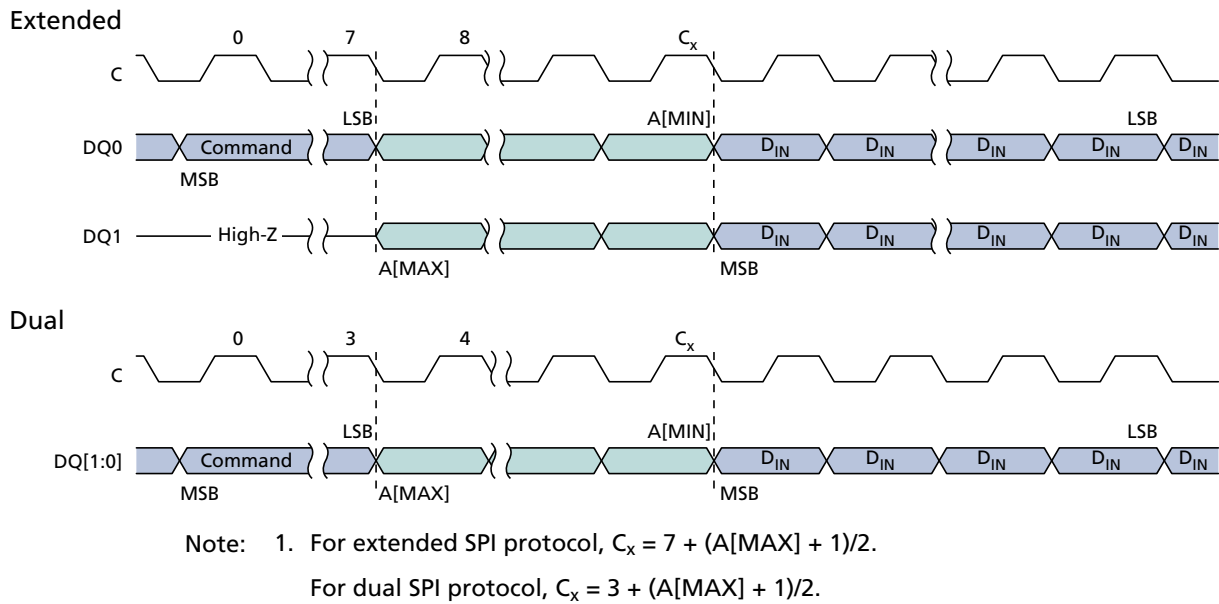 Extended
0 7 8 Cx
C
LSB A[MIN] LSB
DQ0 Command DIN DIN DIN DIN DIN
MSB
DQ1 High-Z DIN DIN DIN DIN DIN
A[MAX] MSB
Dual
0 3 4 Cx
C
LSB A[MIN] LSB
DQ[1:0] Command DIN DIN DIN DIN DIN
MSB A[MAX] MSB
Note: 1. For extended SPI protocol, Cx = 7 + (A[MAX] + 1)/2.
For dual SPI protocol, Cx = 3 + (A[MAX] + 1)/2.